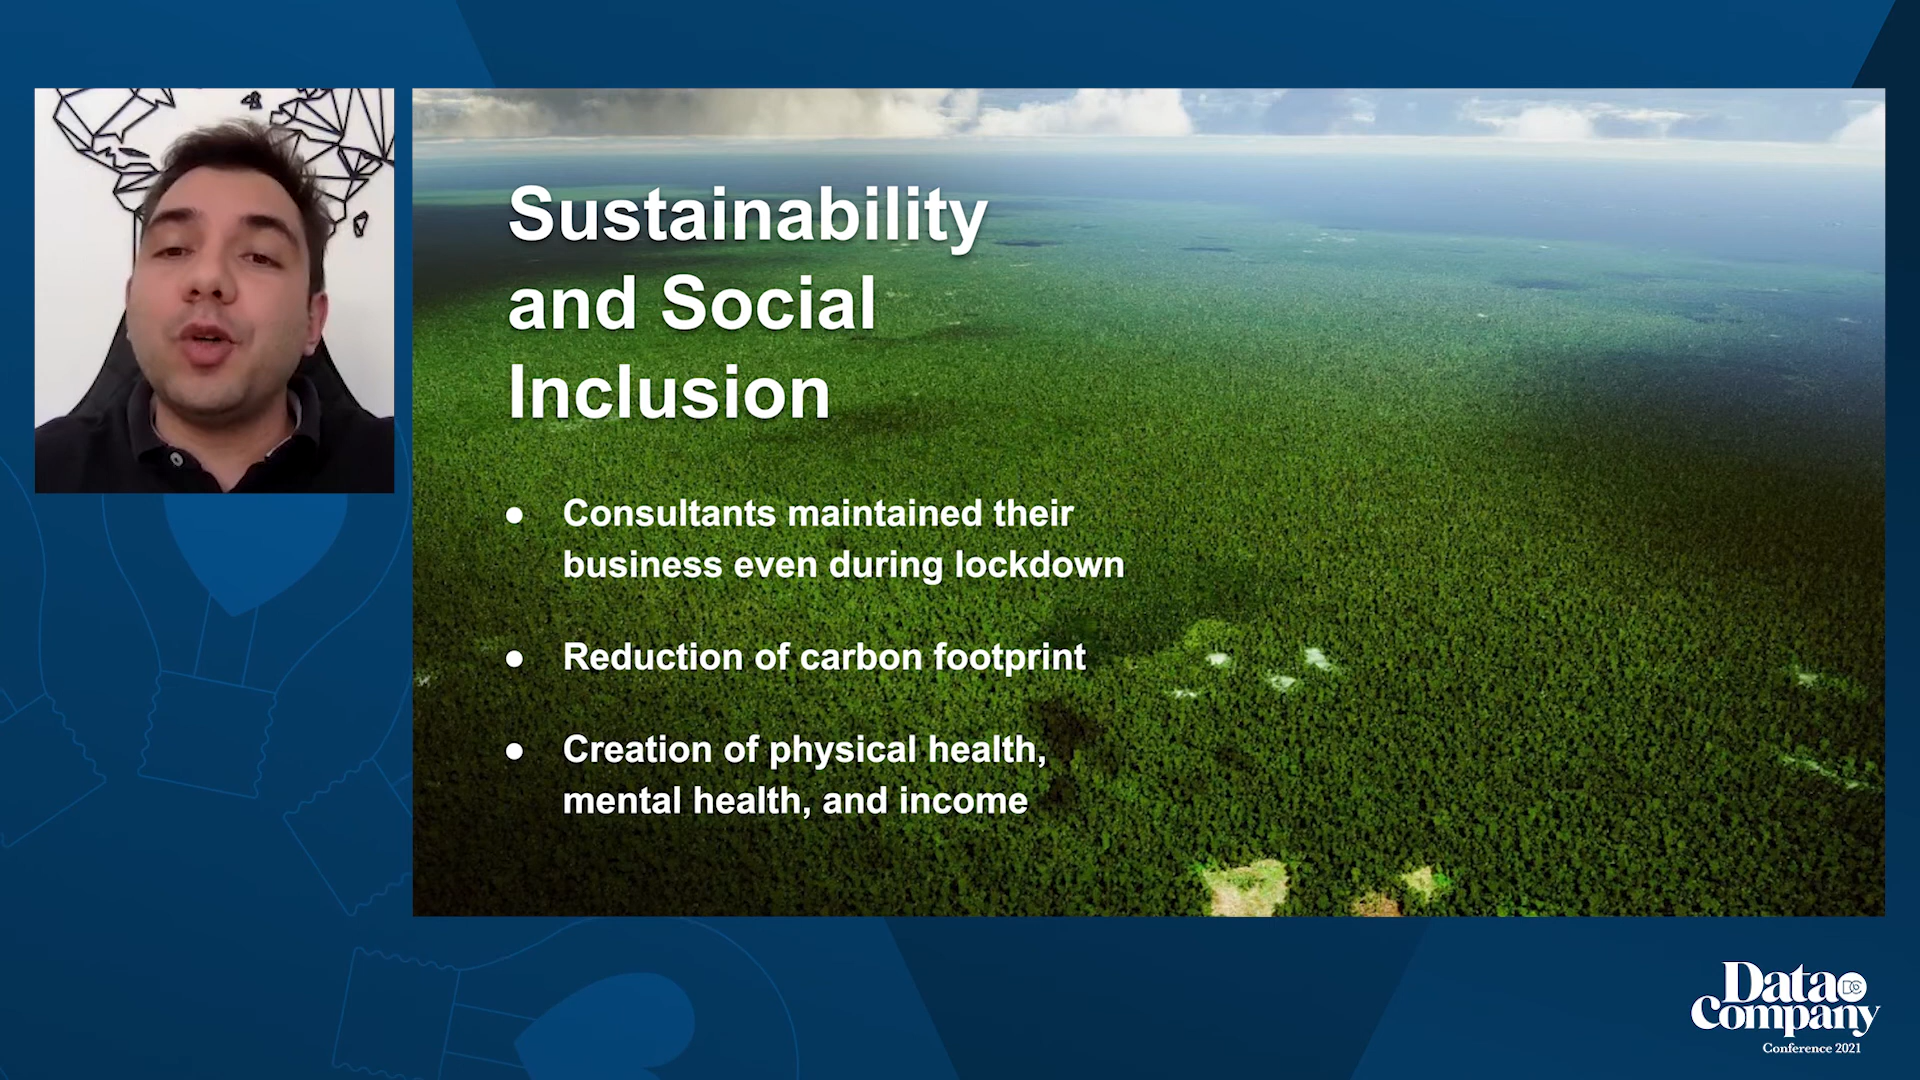 Sustainability
and Social
Inclusion
● Consultants maintained their
business even during lockdown
● Reduction of carbon footprint
● Creation of physical health,
mental health, and income
Data DC
Company
Conference 2021